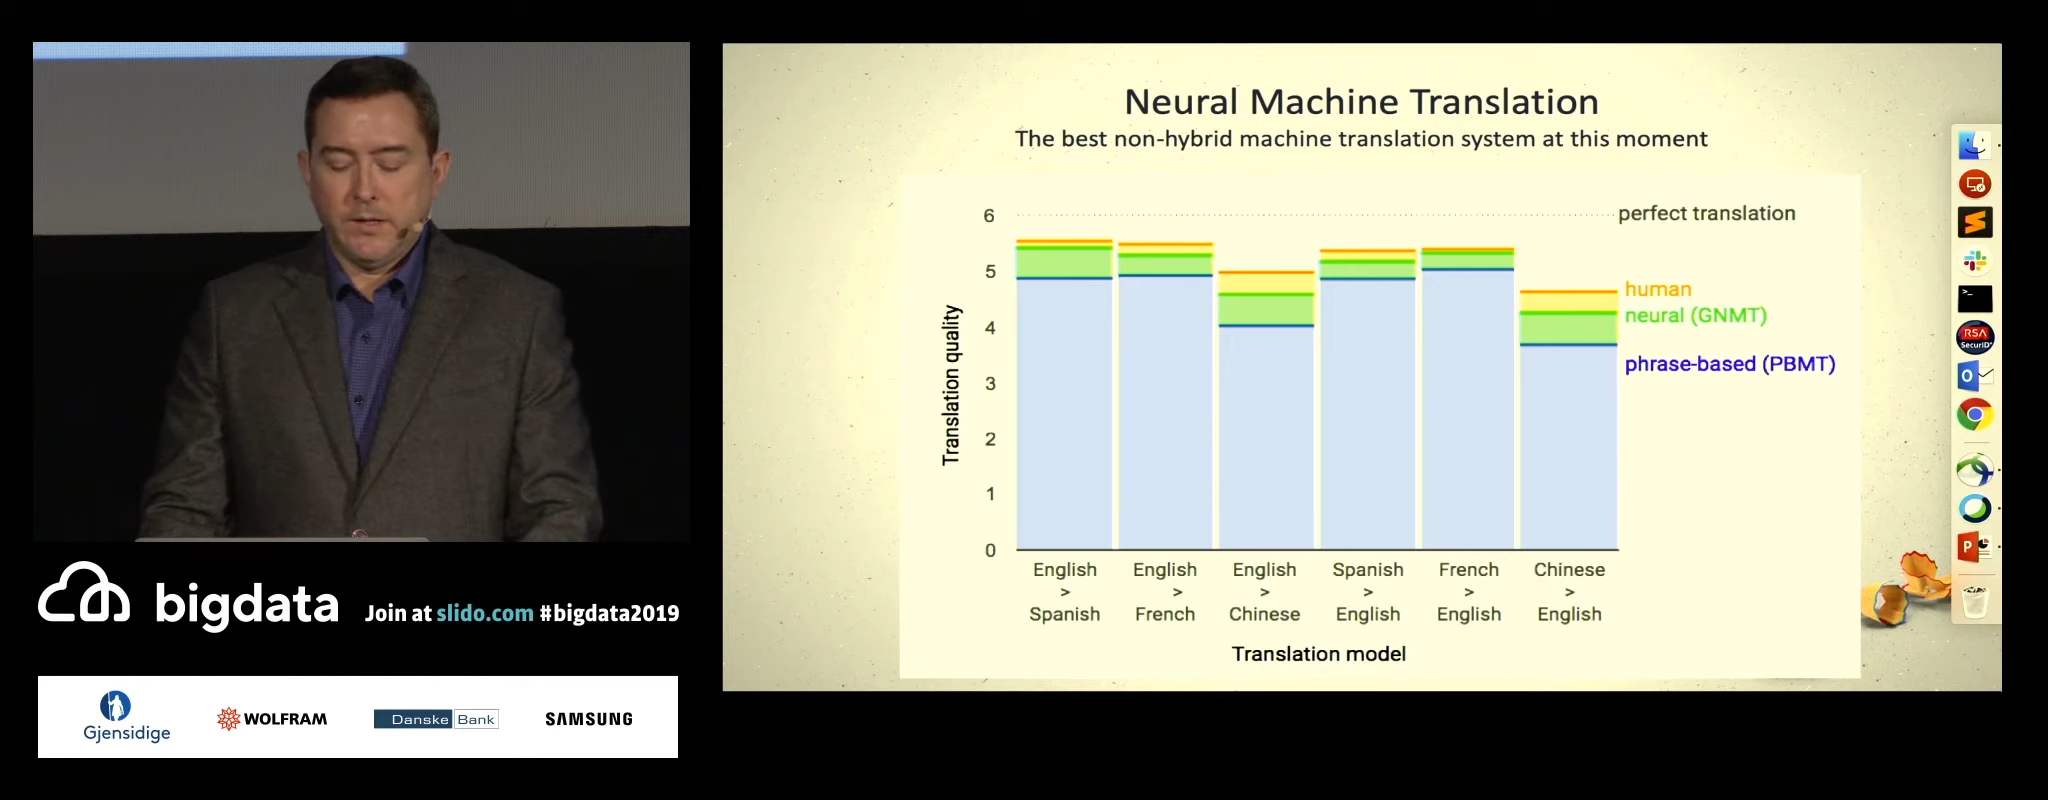 Neural Machine Translation
The best non-hybrid machine translation system at this moment
6
5
4
3
2
1
0
Translation quality
perfect translation
human
neural (GNMT)
phrase-based (PBMT)
English > Spanish
English > French
English > Chinese
Spanish > English
French > English
Chinese > English
Translation model
>_
RSA
SecurID
O
P
bigdata
Join at slido.com #bigdata2019
Gjensidige
WOLFRAM
Danske Bank
SAMSUNG